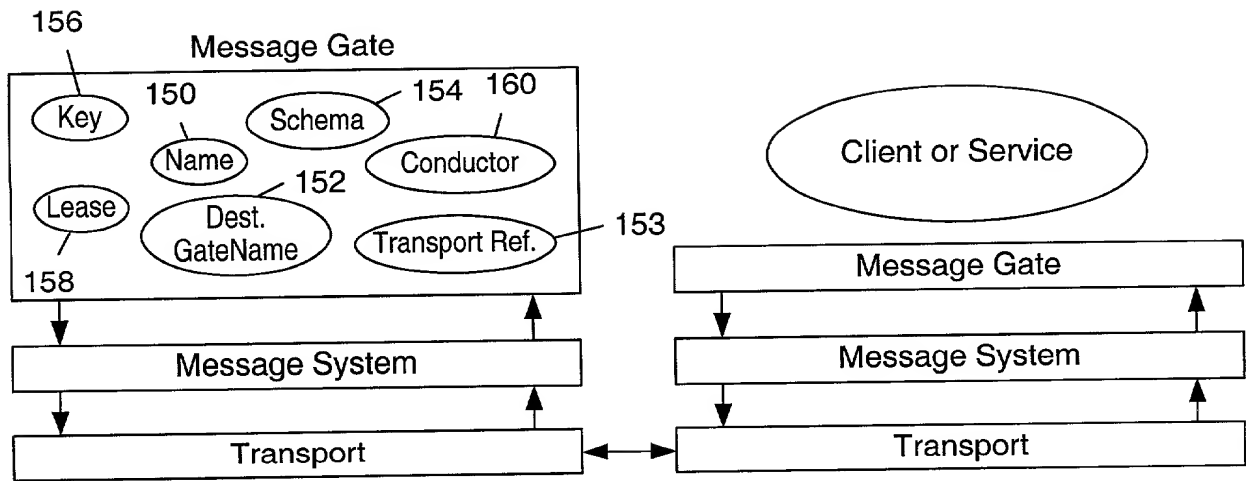 156
Message Gate
150
154
160
Key
Schema
Name
Conductor
Client or Service
152
Lease
Dest.
GateName
Transport Ref.
153
158
Message Gate
Message System
Message System
Transport
Transport